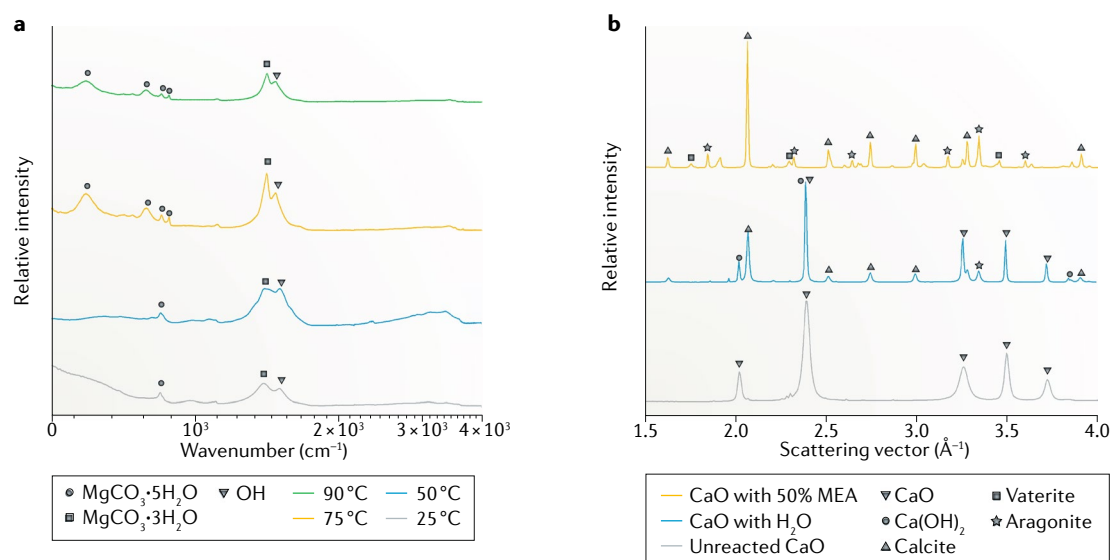 a
Relative intensity
0
10³
2 × 10³
3 × 10³
4 × 10³
Wavenumber (cm⁻¹)
MgCO₃•5H₂O
OH
90 °C
50 °C
MgCO₃•3H₂O
75 °C
25 °C
b
Relative intensity
1.5
2.0
2.5
3.0
3.5
4.0
Scattering vector (Å⁻¹)
CaO with 50% MEA
CaO
Vaterite
CaO with H₂O
Ca(OH)₂
Aragonite
Unreacted CaO
Calcite